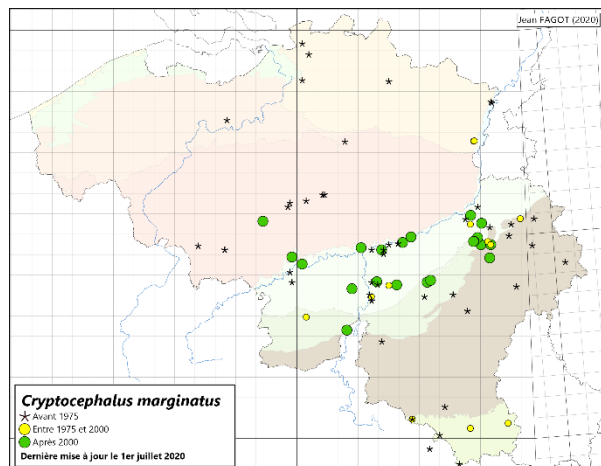 Jean FAGOT (2020)
Cryptocephalus marginatus
Avant 1975
Entre 1975 et 2000
Après 2000
Dernière mise à jour le 1er juillet 2020